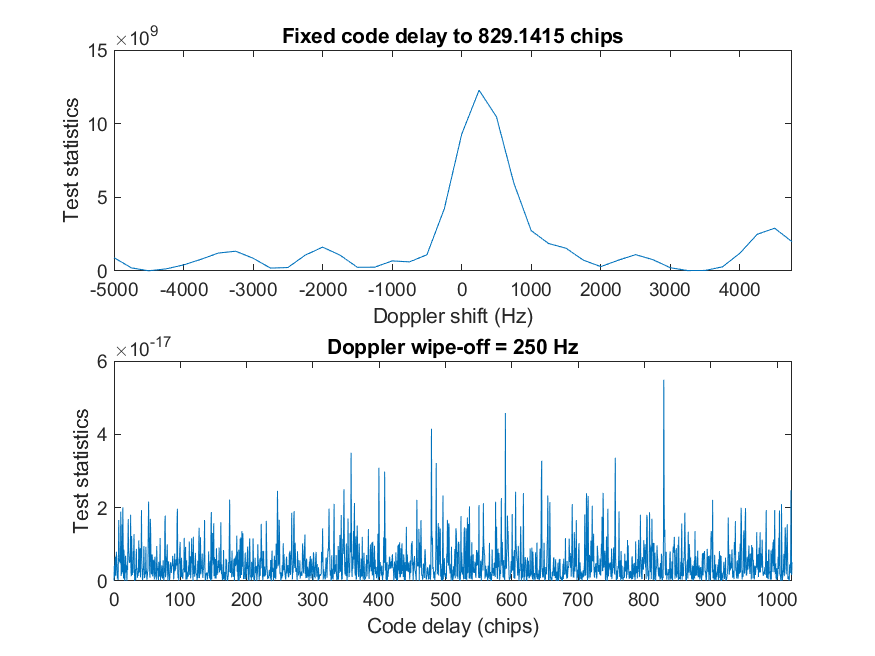 ×10^9
Fixed code delay to 829.1415 chips
15
10
5
0
Test statistics
-5000 -4000 -3000 -2000 -1000 0 1000 2000 3000 4000
Doppler shift (Hz)
×10^-17
Doppler wipe-off = 250 Hz
6
4
2
0
Test statistics
0 100 200 300 400 500 600 700 800 900 1000
Code delay (chips)